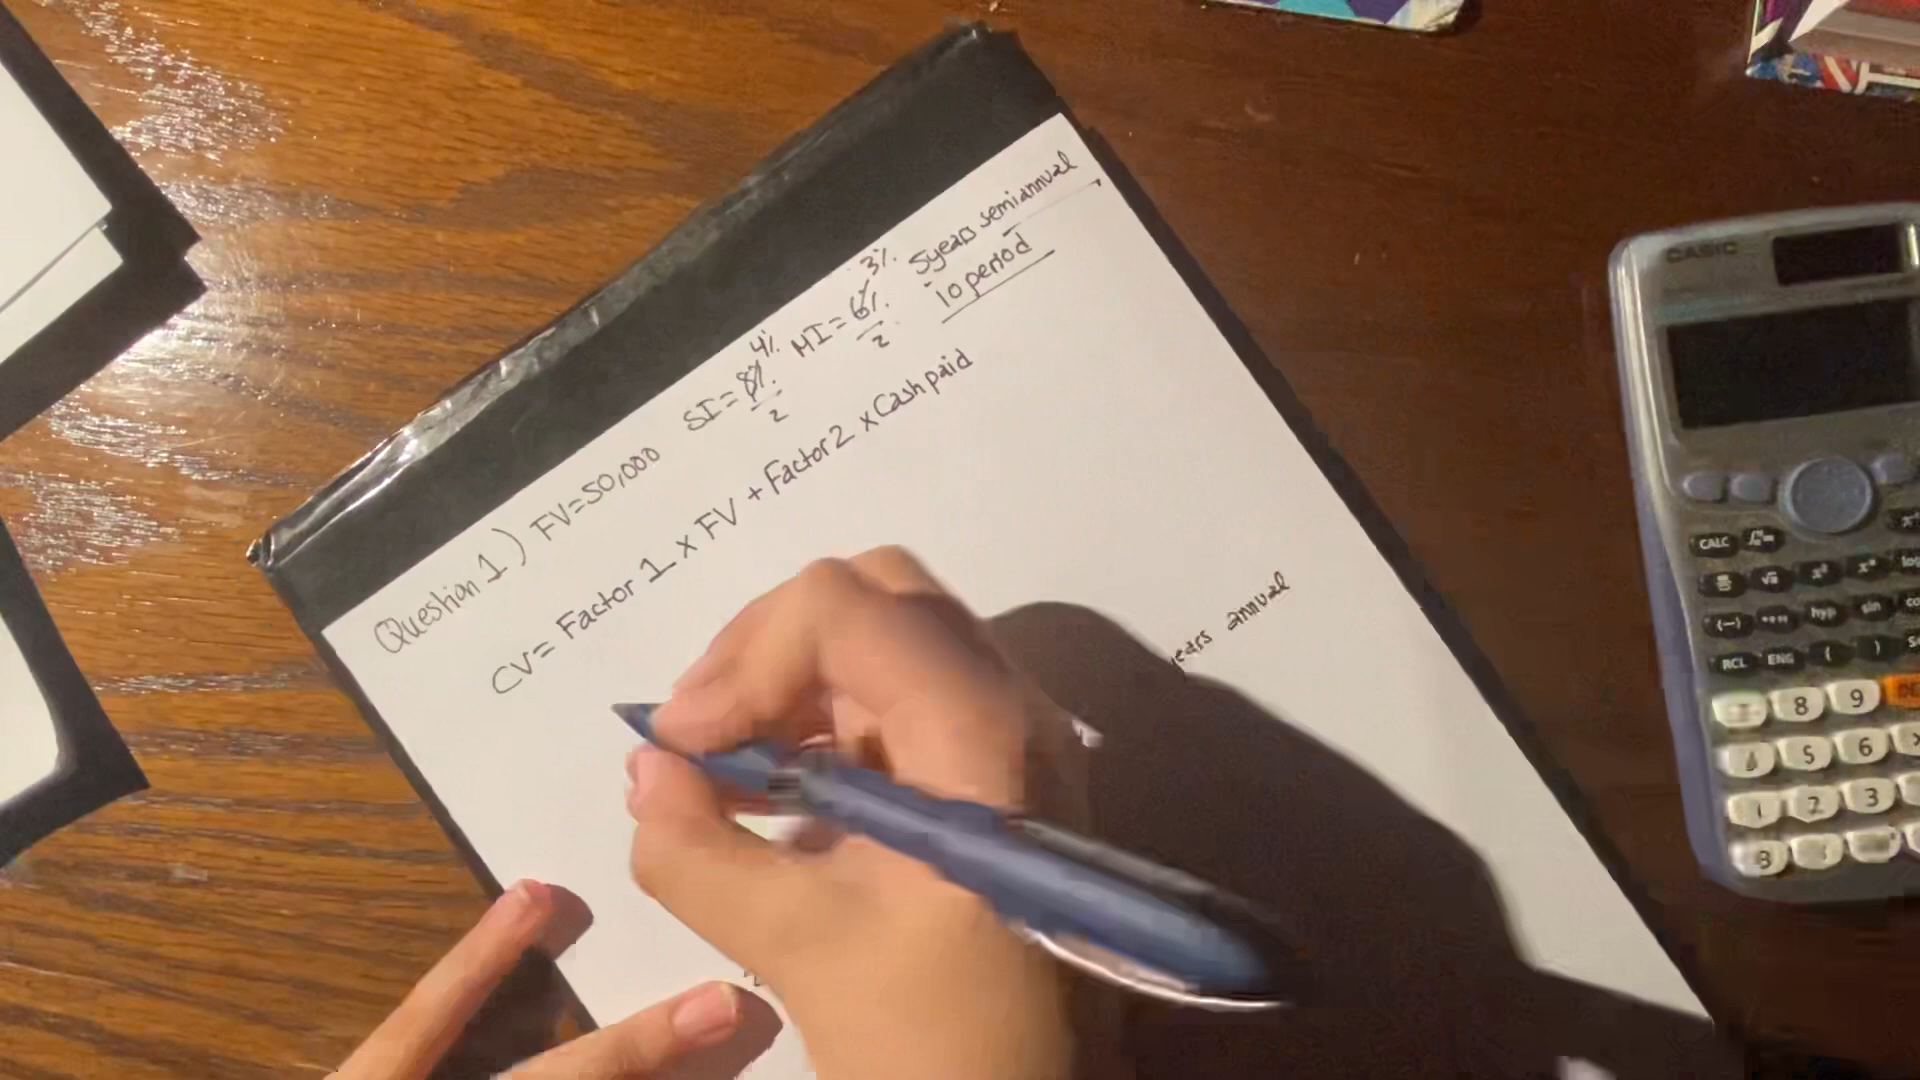 Question 1) FV=50,000 SI=8%/2 4% MI=6%/2 3% 5years semiannual
10 period
CV= Factor 1 x FV + Factor 2 x Cash paid
years annual
CASIO
CALC
hyp sin
RCL ENG ( )
8 9
5 6
1 2 3